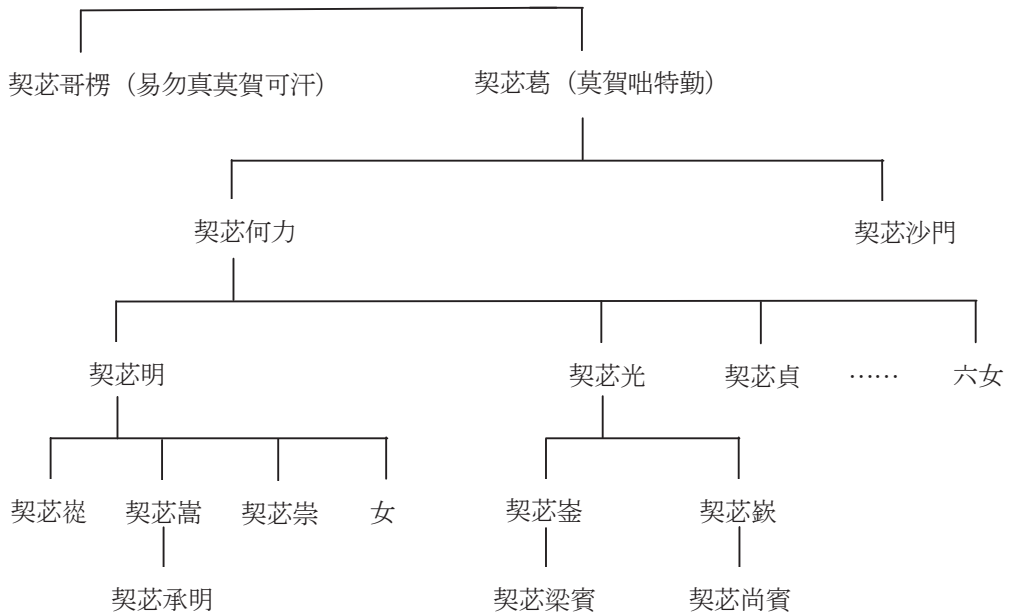 契苾哥楞（易勿真莫賀可汗） 契苾葛（莫賀咄特勤）
契苾何力 契苾沙門
契苾明 契苾光 契苾貞 …… 六女
契苾嵸 契苾嵩 契苾崇 女 契苾崟 契苾嶔
契苾承明 契苾梁賓 契苾尚賓